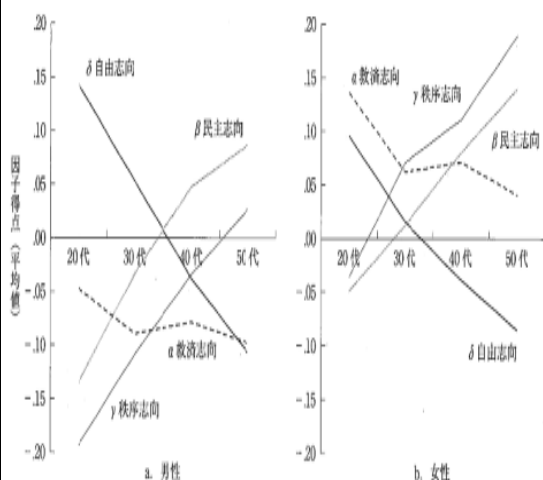 .20
δ自由志向
.15
.10
β民主志向
.05
.00
20代
30代
40代
50代
-.05
-.10
α救済志向
-.15
γ秩序志向
-.20
因子得点（平均値）
a. 男性
.20
α救済志向
γ秩序志向
.15
.10
β民主志向
.05
.00
20代
30代
40代
50代
-.05
-.10
δ自由志向
-.15
-.20
b. 女性